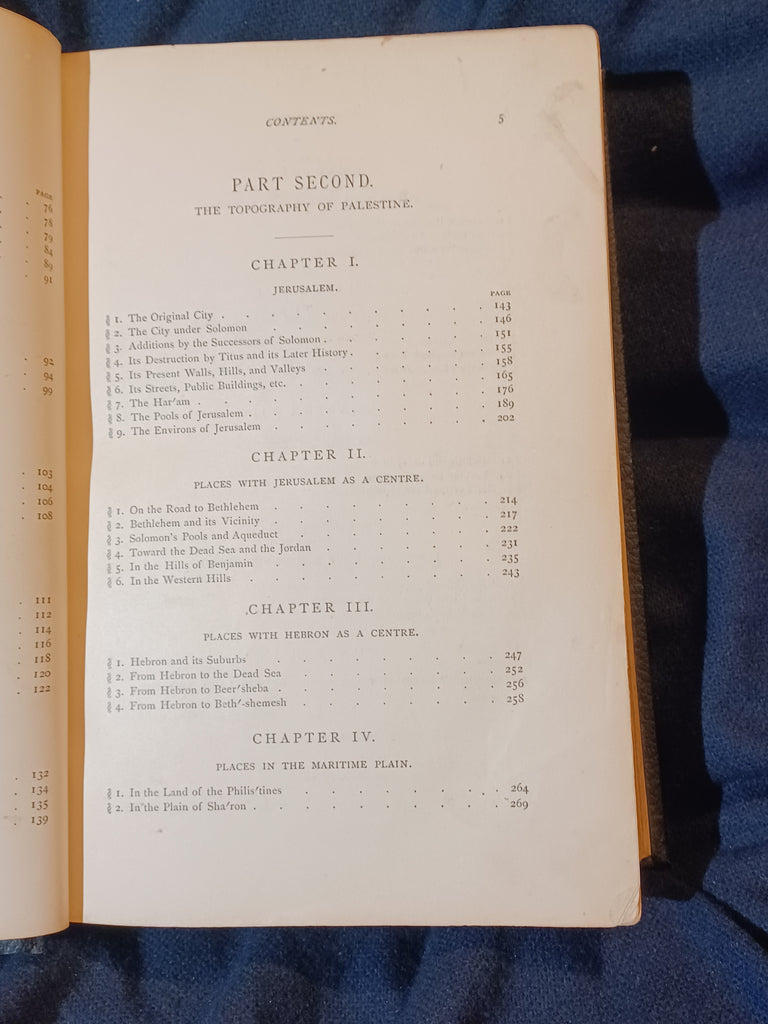 PAGE
76
78
79
84
89
91
92
94
99
103
104
106
108
111
112
114
116
118
120
122
132
134
135
139
CONTENTS. 5
PART SECOND.
THE TOPOGRAPHY OF PALESTINE.
CHAPTER I.
JERUSALEM.
PAGE
§ 1. The Original City . . . . . . . . . . 143
§ 2. The City under Solomon . . . . . . . . 146
§ 3. Additions by the Successors of Solomon . . . . . . 151
§ 4. Its Destruction by Titus and its Later History . . . . . 155
§ 5. Its Present Walls, Hills, and Valleys . . . . . . 158
§ 6. Its Streets, Public Buildings, etc. . . . . . . . 165
§ 7. The Har'am . . . . . . . . . . 176
§ 8. The Pools of Jerusalem . . . . . . . . 189
§ 9. The Environs of Jerusalem . . . . . . . 202
CHAPTER II.
PLACES WITH JERUSALEM AS A CENTRE.
§ 1. On the Road to Bethlehem . . . . . . . . 214
§ 2. Bethlehem and its Vicinity . . . . . . . . 217
§ 3. Solomon's Pools and Aqueduct . . . . . . . 222
§ 4. Toward the Dead Sea and the Jordan . . . . . . 231
§ 5. In the Hills of Benjamin . . . . . . . . 235
§ 6. In the Western Hills . . . . . . . . . 243
CHAPTER III.
PLACES WITH HEBRON AS A CENTRE.
§ 1. Hebron and its Suburbs . . . . . . . . 247
§ 2. From Hebron to the Dead Sea . . . . . . . 252
§ 3. From Hebron to Beer'sheba . . . . . . . . 256
§ 4. From Hebron to Beth'-shemesh . . . . . . . 258
CHAPTER IV.
PLACES IN THE MARITIME PLAIN.
§ 1. In the Land of the Philis'tines . . . . . . . 264
§ 2. In the Plain of Sha'ron . . . . . . . . 269